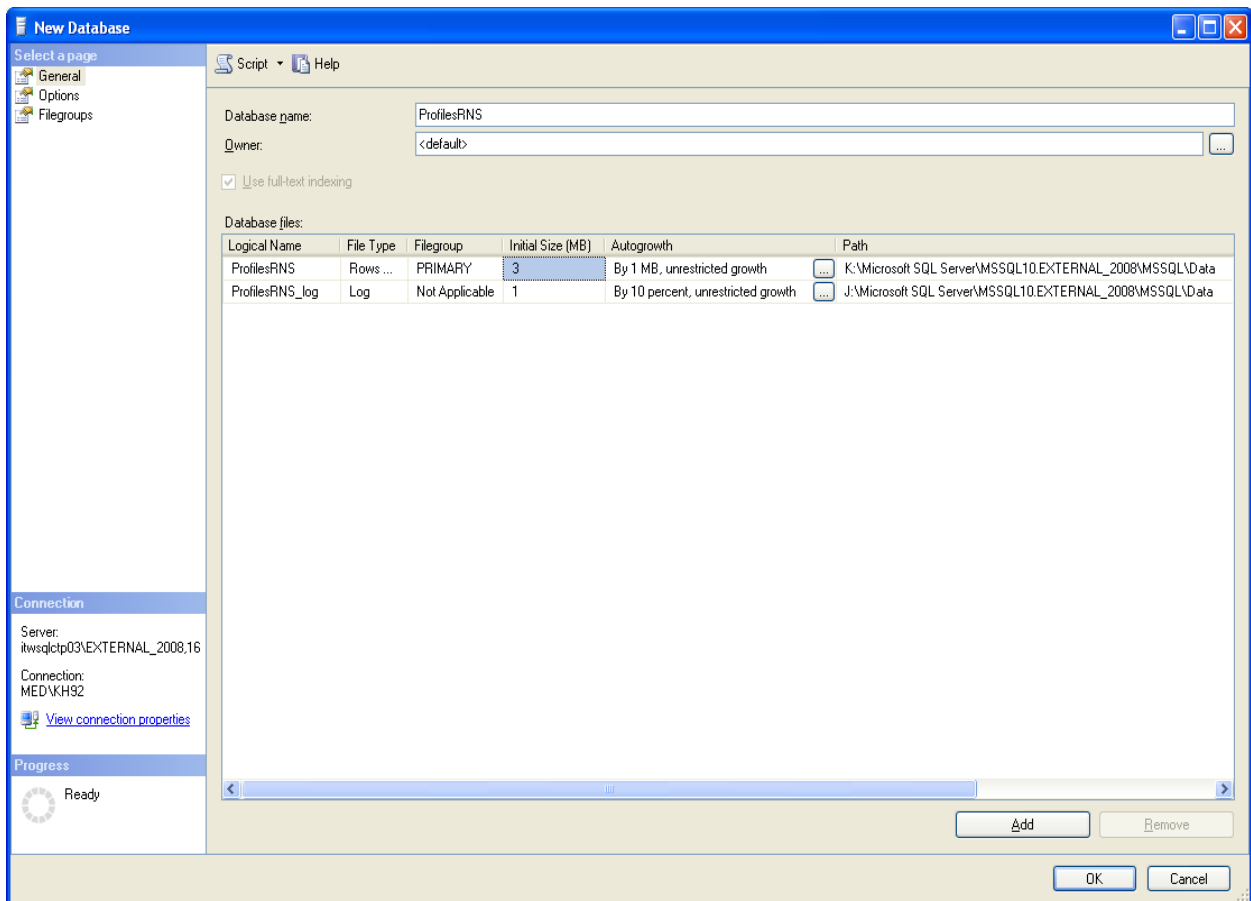 New Database
Select a page
General
Options
Filegroups
Script Help
Database name: ProfilesRNS
Owner: <default> ...
Use full-text indexing
Database files:
Logical Name File Type Filegroup Initial Size (MB) Autogrowth Path
ProfilesRNS Rows ... PRIMARY 3 By 1 MB, unrestricted growth ... K:\Microsoft SQL Server\MSSQL10.EXTERNAL_2008\MSSQL\Data
ProfilesRNS_log Log Not Applicable 1 By 10 percent, unrestricted growth ... J:\Microsoft SQL Server\MSSQL10.EXTERNAL_2008\MSSQL\Data
Connection
Server:
itwsqlctp03\EXTERNAL_2008,16
Connection:
MED\KH92
View connection properties
Progress
Ready
Add Remove
OK Cancel